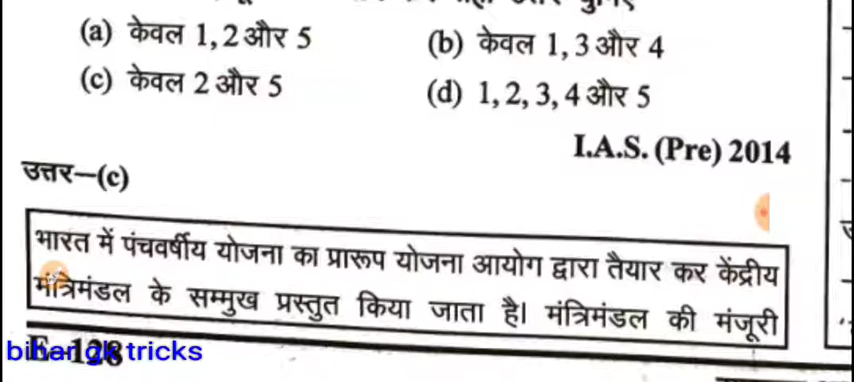 (a) केवल 1, 2 और 5 (b) केवल 1, 3 और 4
(c) केवल 2 और 5 (d) 1, 2, 3, 4 और 5
I.A.S. (Pre) 2014
उत्तर–(c)
भारत में पंचवर्षीय योजना का प्रारूप योजना आयोग द्वारा तैयार कर केंद्रीय
मंत्रिमंडल के सम्मुख प्रस्तुत किया जाता है। मंत्रिमंडल की मंजूरी
E–128
bihar gk tricks